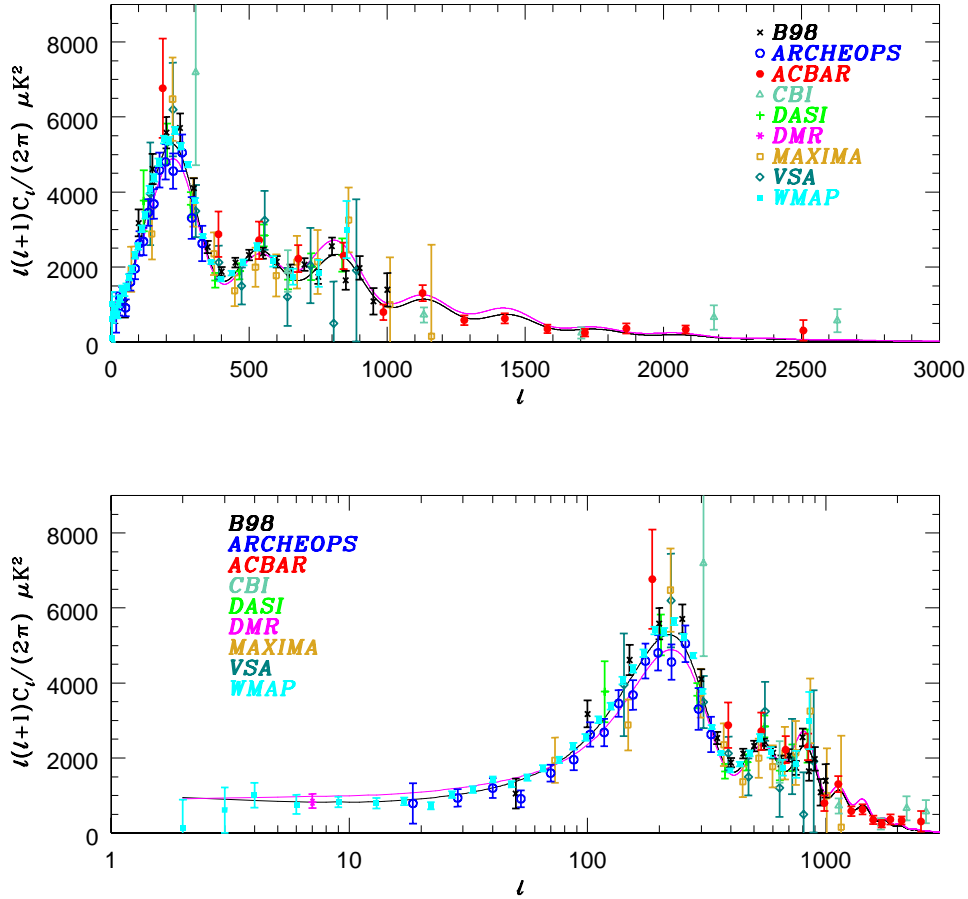 8000
6000
4000
2000
0
ℓ(ℓ+1)Cℓ/(2π) μK²
B98
ARCHEOPS
ACBAR
CBI
DASI
DMR
MAXIMA
VSA
WMAP
0 500 1000 1500 2000 2500 3000
ℓ
8000
6000
4000
2000
0
ℓ(ℓ+1)Cℓ/(2π) μK²
B98
ARCHEOPS
ACBAR
CBI
DASI
DMR
MAXIMA
VSA
WMAP
1 10 100 1000
ℓ